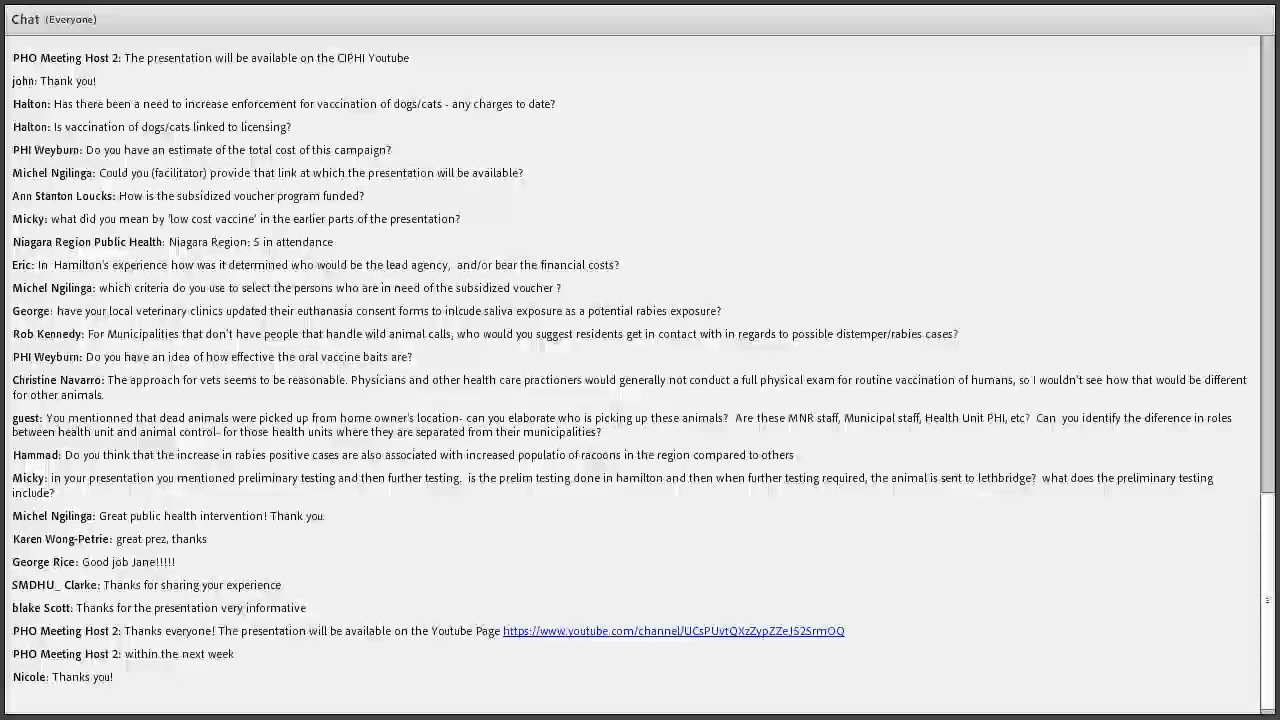 Chat (Everyone)
PHO Meeting Host 2: The presentation will be available on the CIPHI Youtube
john: Thank you!
Halton: Has there been a need to increase enforcement for vaccination of dogs/cats - any charges to date?
Halton: Is vaccination of dogs/cats linked to licensing?
PHI Weyburn: Do you have an estimate of the total cost of this campaign?
Michel Ngilinga: Could you (facilitator) provide that link at which the presentation will be available?
Ann Stanton Loucks: How is the subsidized voucher program funded?
Micky: what did you mean by 'low cost vaccine' in the earlier parts of the presentation?
Niagara Region Public Health: Niagara Region: 5 in attendance
Eric: In Hamilton's experience how was it determined who would be the lead agency, and/or bear the financial costs?
Michel Ngilinga: which criteria do you use to select the persons who are in need of the subsidized voucher ?
George: have your local veterinary clinics updated their euthanasia consent forms to inlcude saliva exposure as a potential rabies exposure?
Rob Kennedy: For Municipalities that don't have people that handle wild animal calls, who would you suggest residents get in contact with in regards to possible distemper/rabies cases?
PHI Weyburn: Do you have an idea of how effective the oral vaccine baits are?
Christine Navarro: The approach for vets seems to be reasonable. Physicians and other health care practioners would generally not conduct a full physical exam for routine vaccination of humans, so I wouldn't see how that would be different
for other animals.
guest: You mentionned that dead animals were picked up from home owner's location- can you elaborate who is picking up these animals? Are these MNR staff, Municipal staff, Health Unit PHI, etc? Can you identify the diference in roles
between health unit and animal control- for those health units where they are separated from their municipalities?
Hammad: Do you think that the increase in rabies positive cases are also associated with increased populatio of racoons in the region compared to others
Micky: in your presentation you mentioned preliminary testing and then further testing. is the prelim testing done in hamilton and then when further testing required, the animal is sent to lethbridge? what does the preliminary testing
include?
Michel Ngilinga: Great public health intervention! Thank you.
Karen Wong-Petrie: great prez, thanks
George Rice: Good job Jane!!!!!
SMDHU_ Clarke: Thanks for sharing your experience
blake Scott: Thanks for the presentation very informative
PHO Meeting Host 2: Thanks everyone! The presentation will be available on the Youtube Page https://www.youtube.com/channel/UCsPUvtQXzZypZZeJ52SrmOQ
PHO Meeting Host 2: within the next week
Nicole: Thanks you!